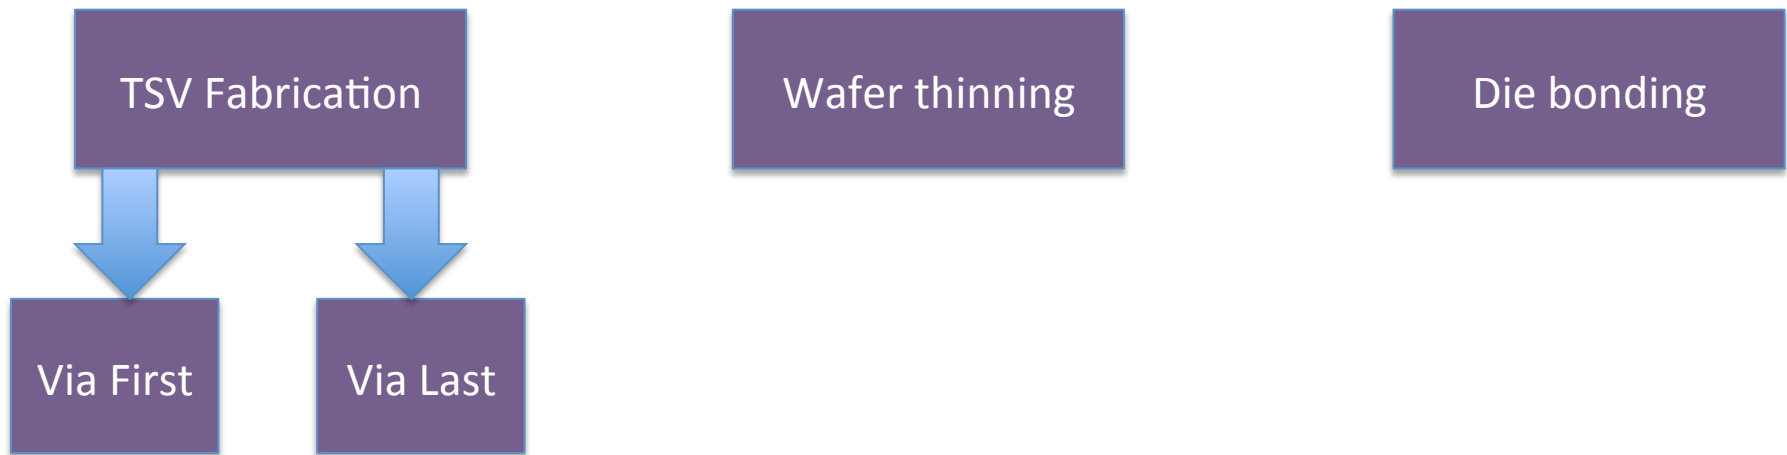 TSV Fabrication
Wafer thinning
Die bonding
Via First
Via Last